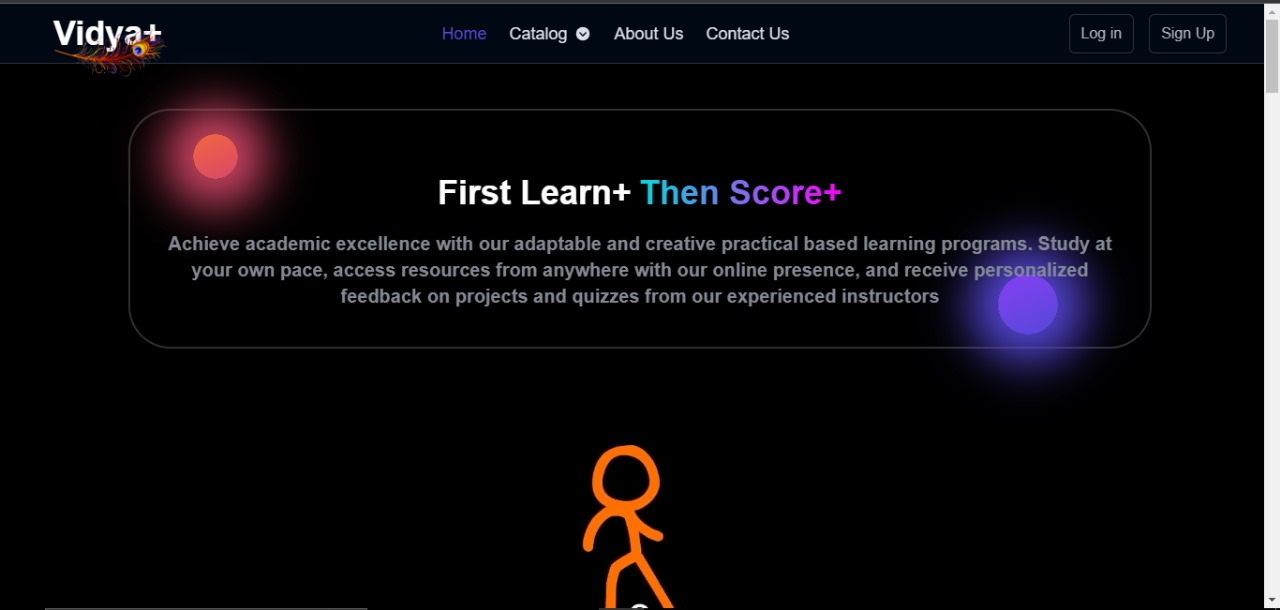 Vidya+
Home Catalog About Us Contact Us
Log in Sign Up
First Learn+ Then Score+
Achieve academic excellence with our adaptable and creative practical based learning programs. Study at
your own pace, access resources from anywhere with our online presence, and receive personalized
feedback on projects and quizzes from our experienced instructors